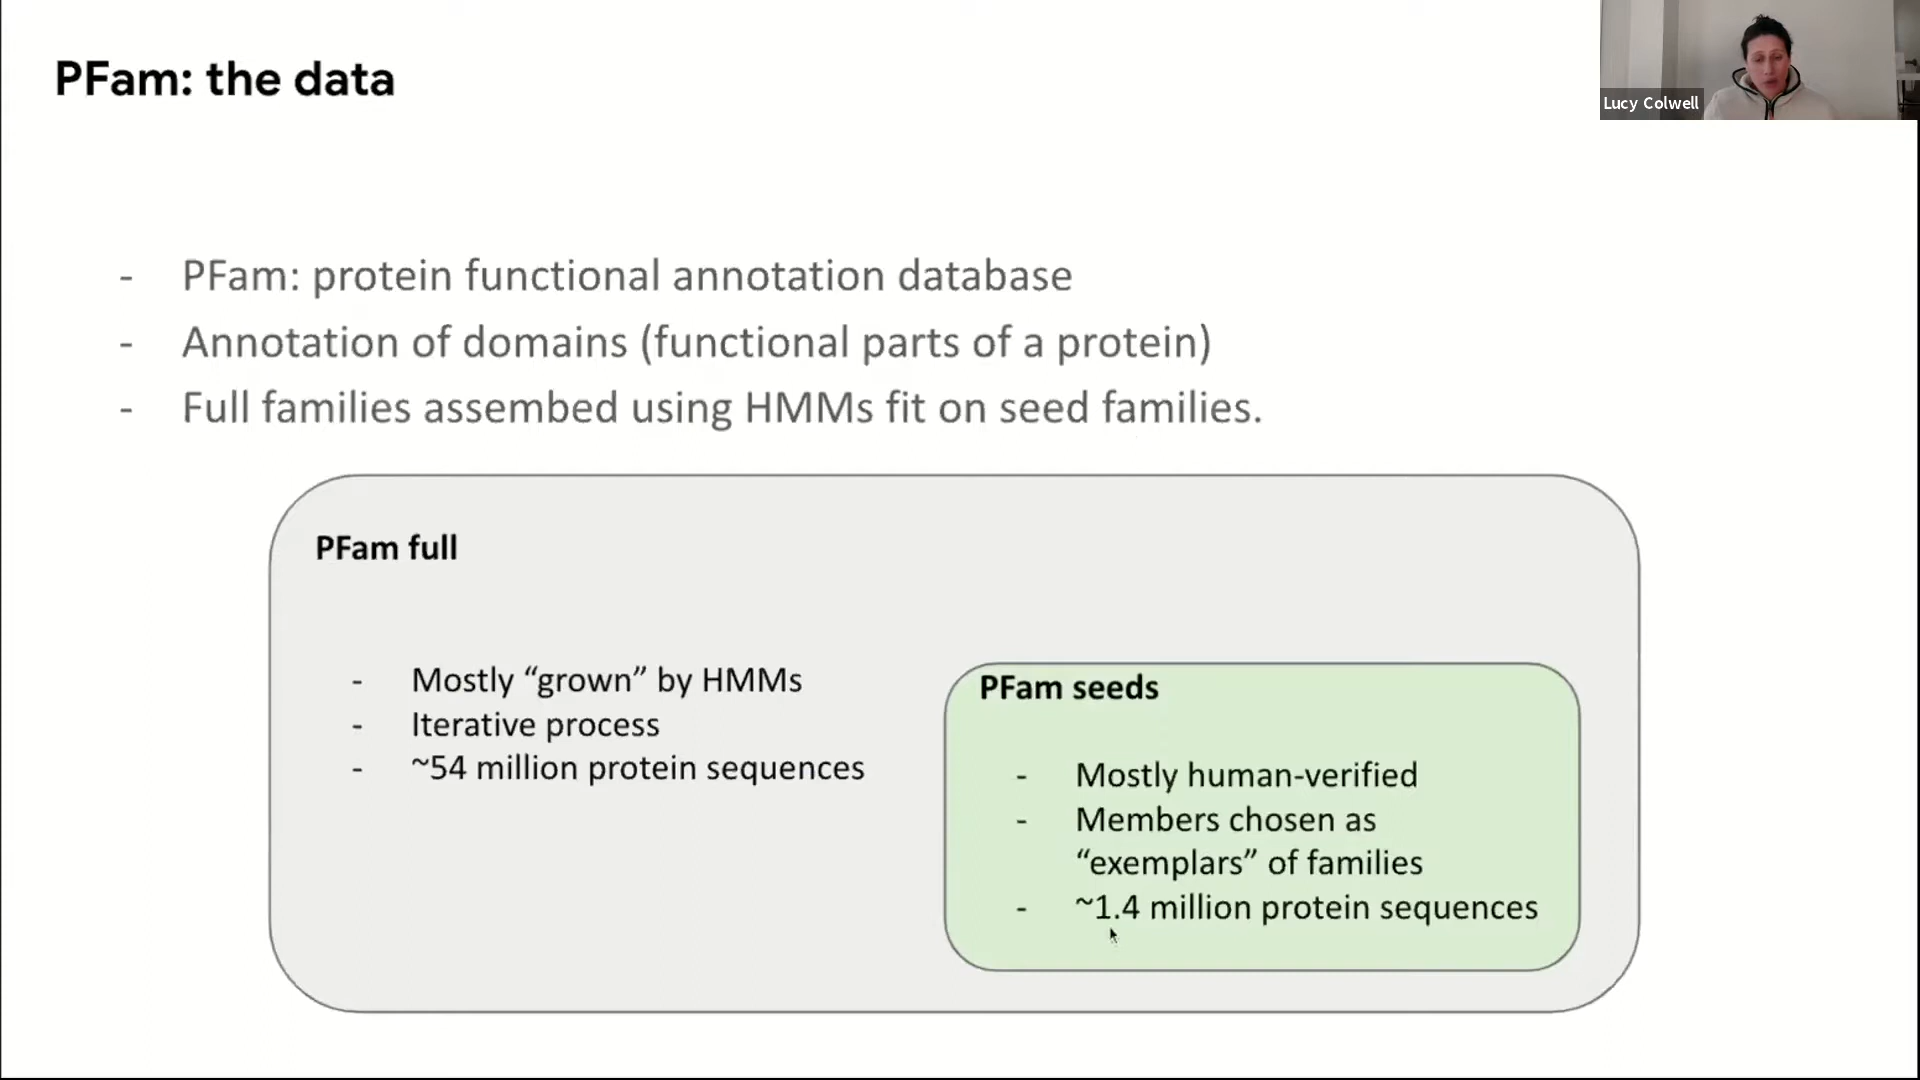 PFam: the data
Lucy Colwell
- PFam: protein functional annotation database
- Annotation of domains (functional parts of a protein)
- Full families assembed using HMMs fit on seed families.
PFam full
- Mostly “grown” by HMMs
- Iterative process
- ~54 million protein sequences
PFam seeds
- Mostly human-verified
- Members chosen as
“exemplars” of families
- ~1.4 million protein sequences